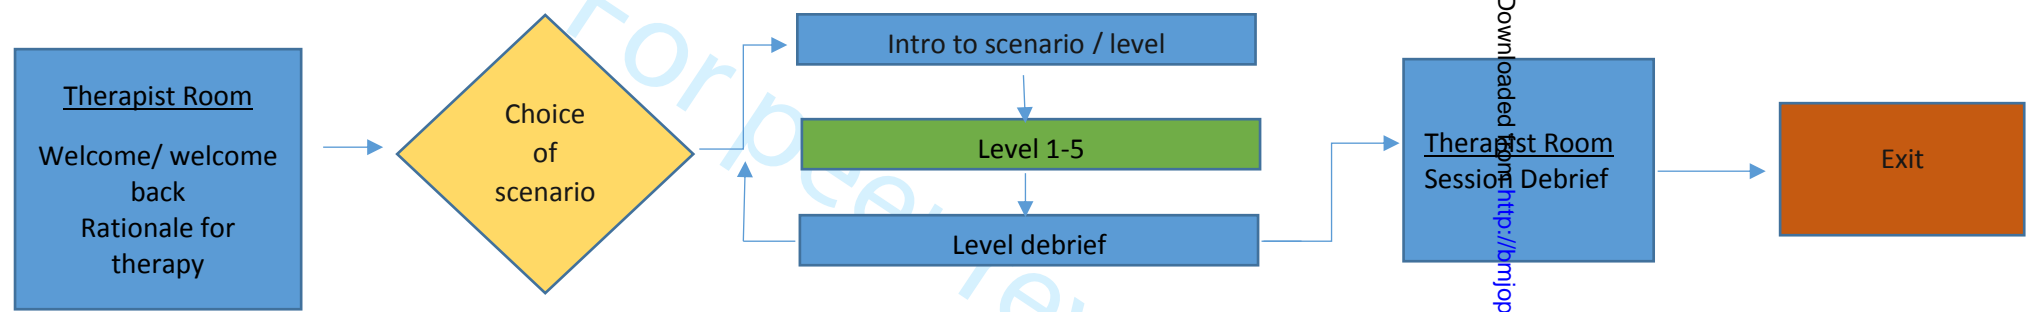 Therapist Room
Welcome/ welcome
back
Rationale for
therapy
Choice
of
scenario
Intro to scenario / level
Level 1-5
Level debrief
Therapist Room
Session Debrief
Exit
For peer rev
Downloaded from http://bmjop